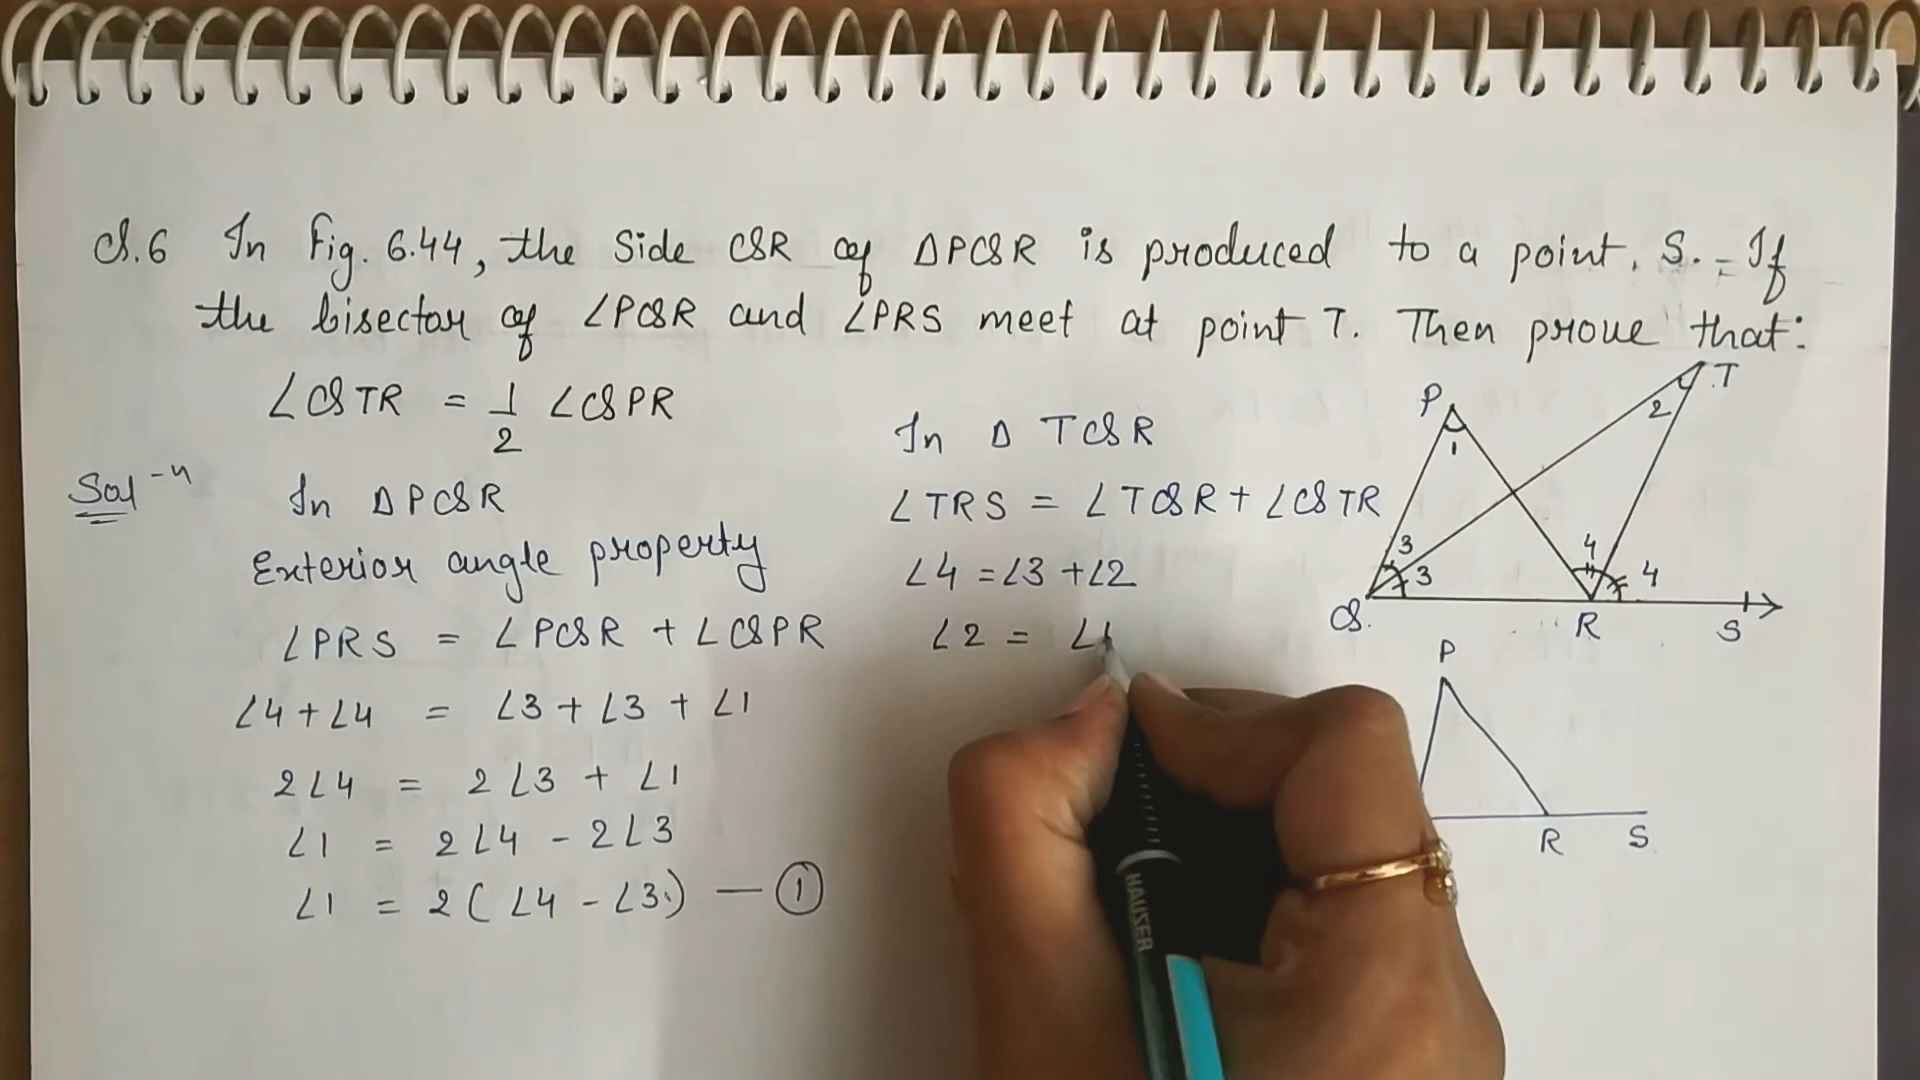 Q.6 In Fig. 6.44, the Side QR of ΔPQR is produced to a point, S. - If
the bisector of ∠PQR and ∠PRS meet at point T. Then prove that:
∠QTR = 1/2 ∠QPR
Sol-n
In ΔPQR
Exterior angle property
∠PRS = ∠PQR + ∠QPR
∠4 + ∠4 = ∠3 + ∠3 + ∠1
2∠4 = 2∠3 + ∠1
∠1 = 2∠4 - 2∠3
∠1 = 2(∠4 - ∠3) — ①
In Δ TQR
∠TRS = ∠TQR + ∠QTR
∠4 = ∠3 + ∠2
∠2 =
P
T
1
2
3
3
4
4
Q
R
S
P
R
S
HAUSER